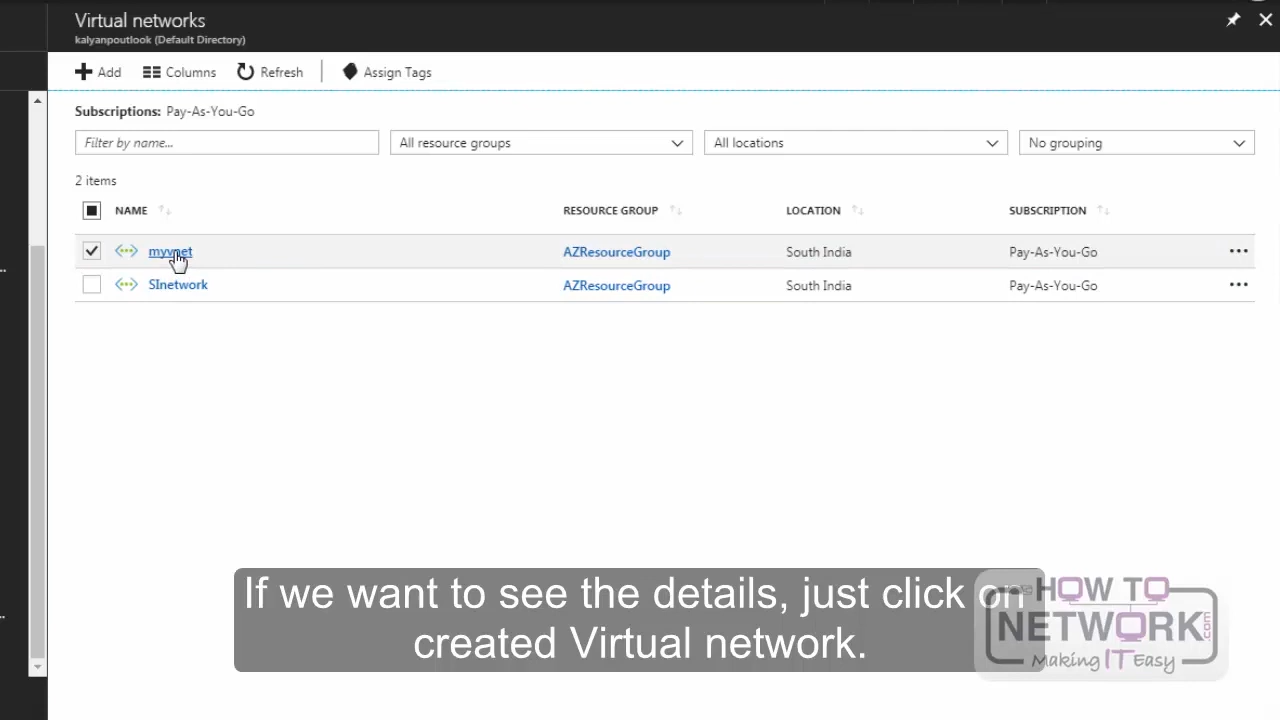 Virtual networks
kalyanpoutlook (Default Directory)
Add Columns Refresh Assign Tags
Subscriptions: Pay-As-You-Go
Filter by name... All resource groups All locations No grouping
2 items
NAME RESOURCE GROUP LOCATION SUBSCRIPTION
myvnet AZResourceGroup South India Pay-As-You-Go
SInetwork AZResourceGroup South India Pay-As-You-Go
If we want to see the details, just click on
created Virtual network.
HOW TO
NETWORK.com
Making IT Easy